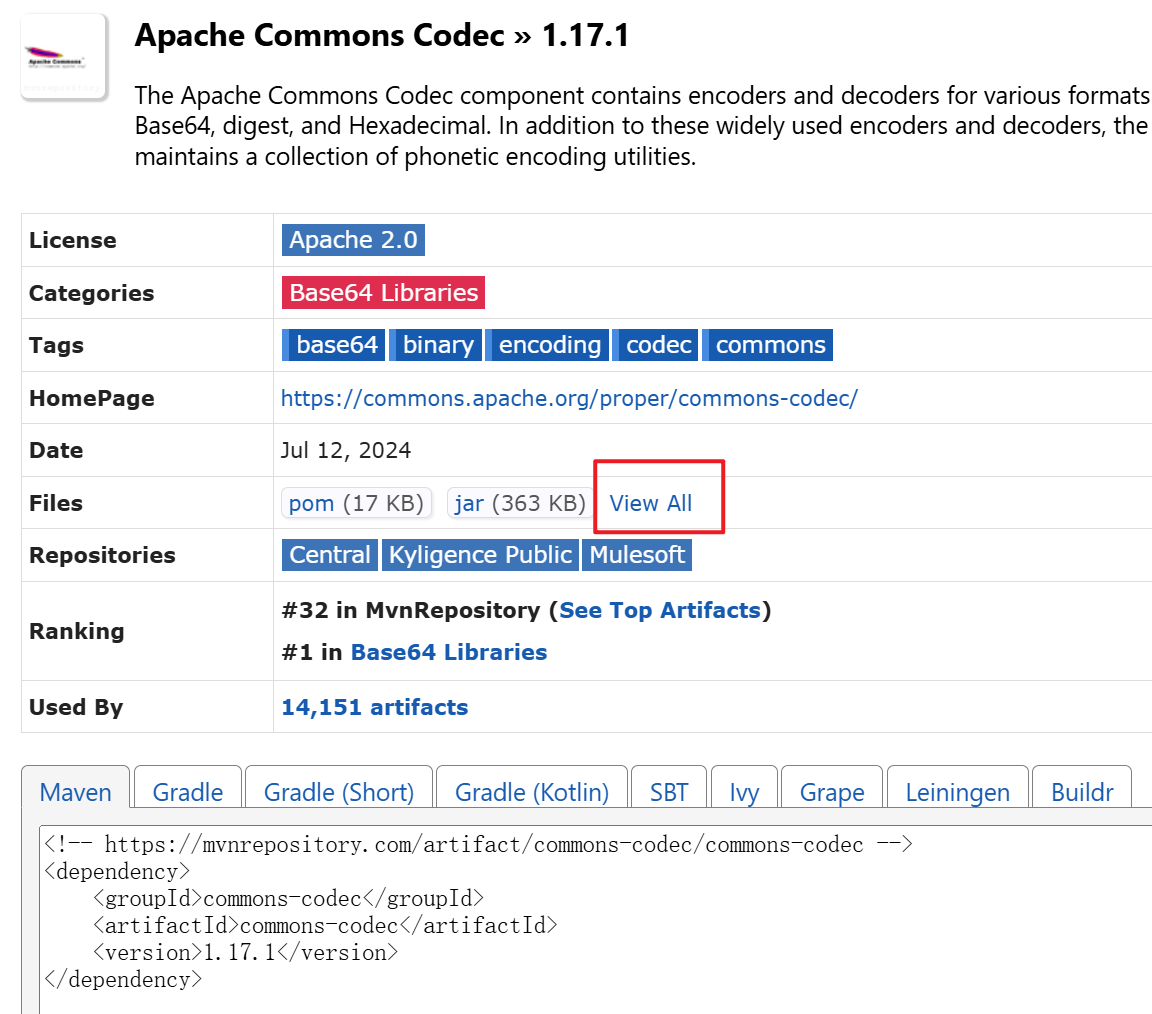 Apache Commons Codec » 1.17.1
Apache Commons
The Apache Commons Codec component contains encoders and decoders for various formats
Base64, digest, and Hexadecimal. In addition to these widely used encoders and decoders, the
maintains a collection of phonetic encoding utilities.
License Apache 2.0
Categories Base64 Libraries
Tags base64 binary encoding codec commons
HomePage https://commons.apache.org/proper/commons-codec/
Date Jul 12, 2024
Files pom (17 KB) jar (363 KB) View All
Repositories Central Kyligence Public Mulesoft
Ranking #32 in MvnRepository (See Top Artifacts)
#1 in Base64 Libraries
Used By 14,151 artifacts
Maven Gradle Gradle (Short) Gradle (Kotlin) SBT Ivy Grape Leiningen Buildr
<!-- https://mvnrepository.com/artifact/commons-codec/commons-codec -->
<dependency>
    <groupId>commons-codec</groupId>
    <artifactId>commons-codec</artifactId>
    <version>1.17.1</version>
</dependency>